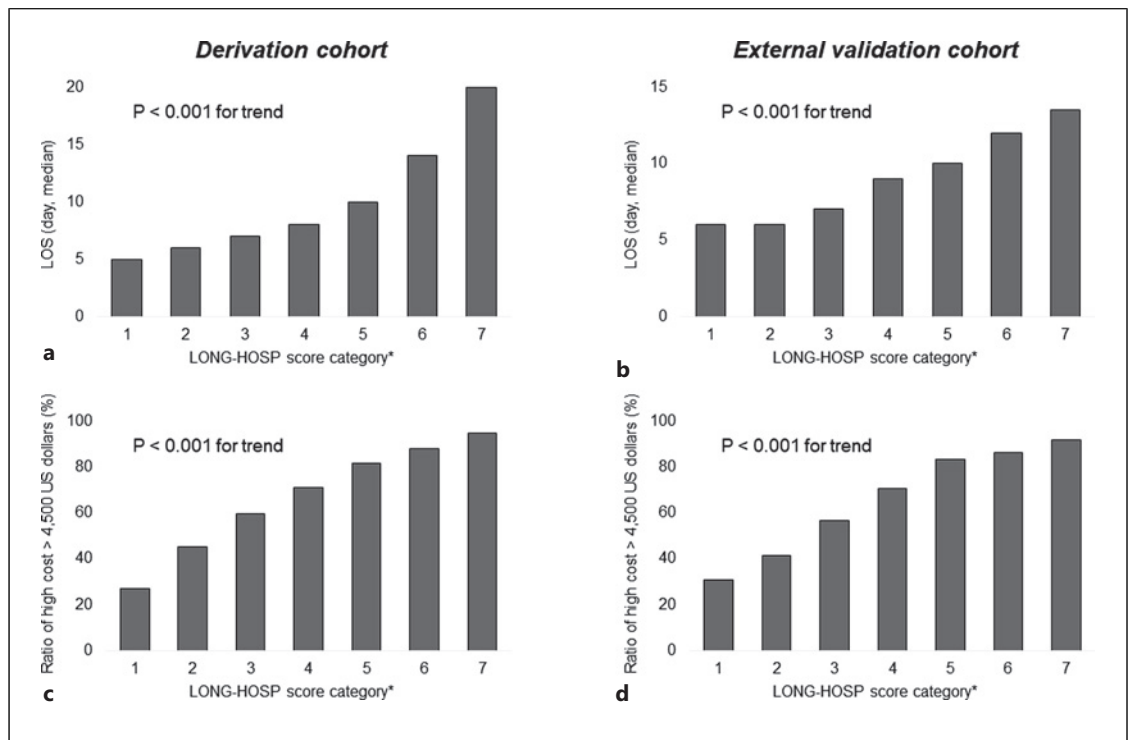 Derivation cohort
External validation cohort
LOS (day, median)
20
15
10
5
0
P < 0.001 for trend
1 2 3 4 5 6 7
LONG-HOSP score category*
a
LOS (day, median)
15
10
5
0
P < 0.001 for trend
1 2 3 4 5 6 7
LONG-HOSP score category*
b
Ratio of high cost > 4,500 US dollars (%)
100
80
60
40
20
0
P < 0.001 for trend
1 2 3 4 5 6 7
LONG-HOSP score category*
c
Ratio of high cost > 4,500 US dollars (%)
100
80
60
40
20
0
P < 0.001 for trend
1 2 3 4 5 6 7
LONG-HOSP score category*
d